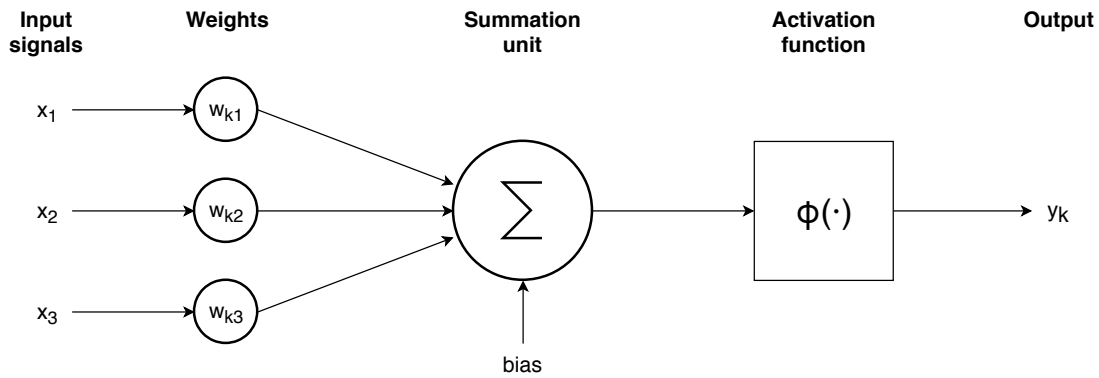 Input
signals
Weights
Summation
unit
Activation
function
Output
x1
wk1
x2
wk2
∑
ϕ(·)
yk
x3
wk3
bias